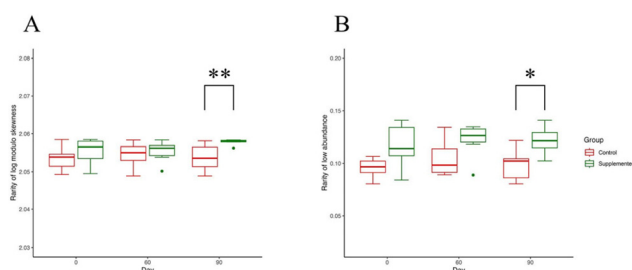 A
B
Rarity of log modulo skewness
2.08
2.07
2.06
2.05
2.04
2.03
**
0
60
90
Day
Rarity of low abundance
0.20
0.15
0.10
0.05
*
0
60
90
Day
Group
Control
Supplemente